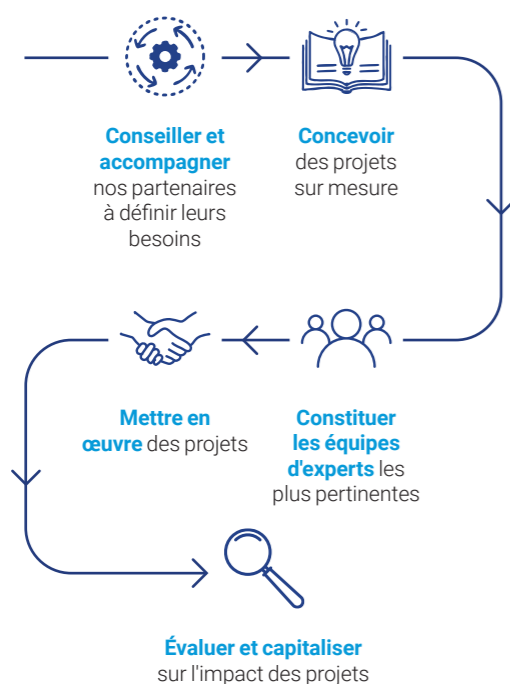 Conseiller et
accompagner
nos partenaires
à définir leurs
besoins
Concevoir
des projets
sur mesure
Constituer
les équipes
d'experts les
plus pertinentes
Mettre en
œuvre des projets
Évaluer et capitaliser
sur l'impact des projets